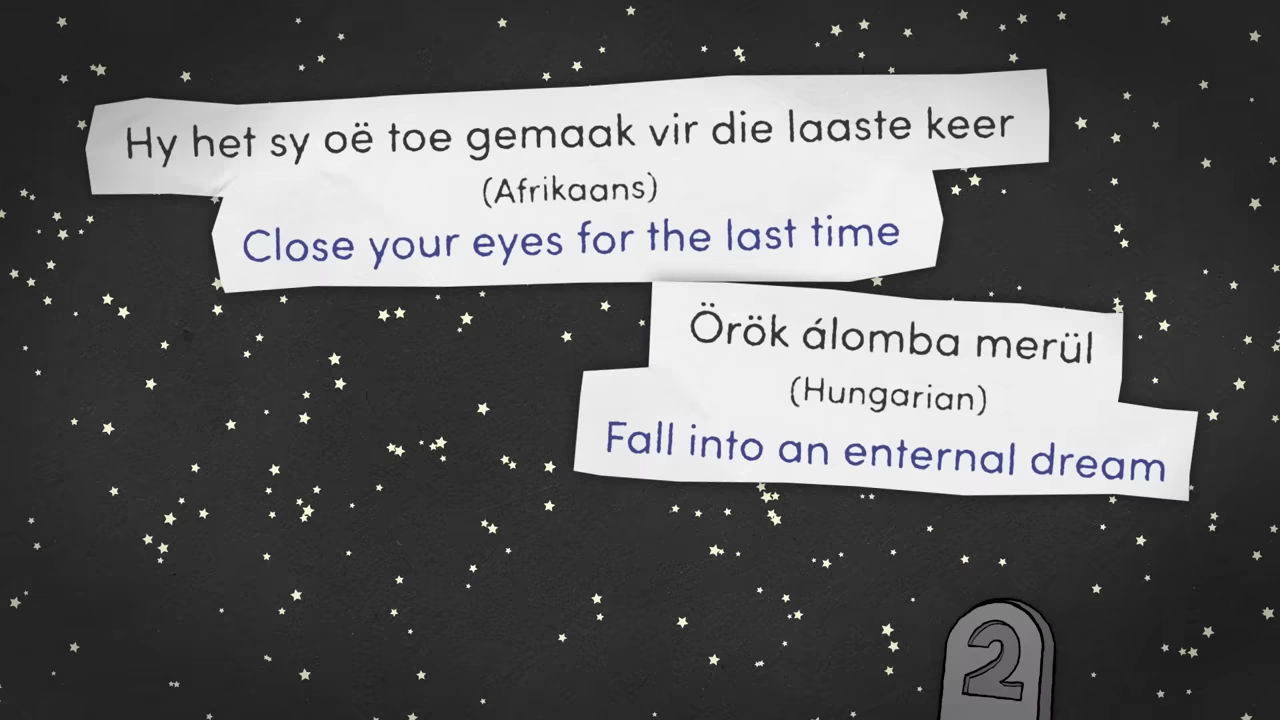 Hy het sy oë toe gemaak vir die laaste keer
(Afrikaans)
Close your eyes for the last time
Örök álomba merül
(Hungarian)
Fall into an enternal dream
2